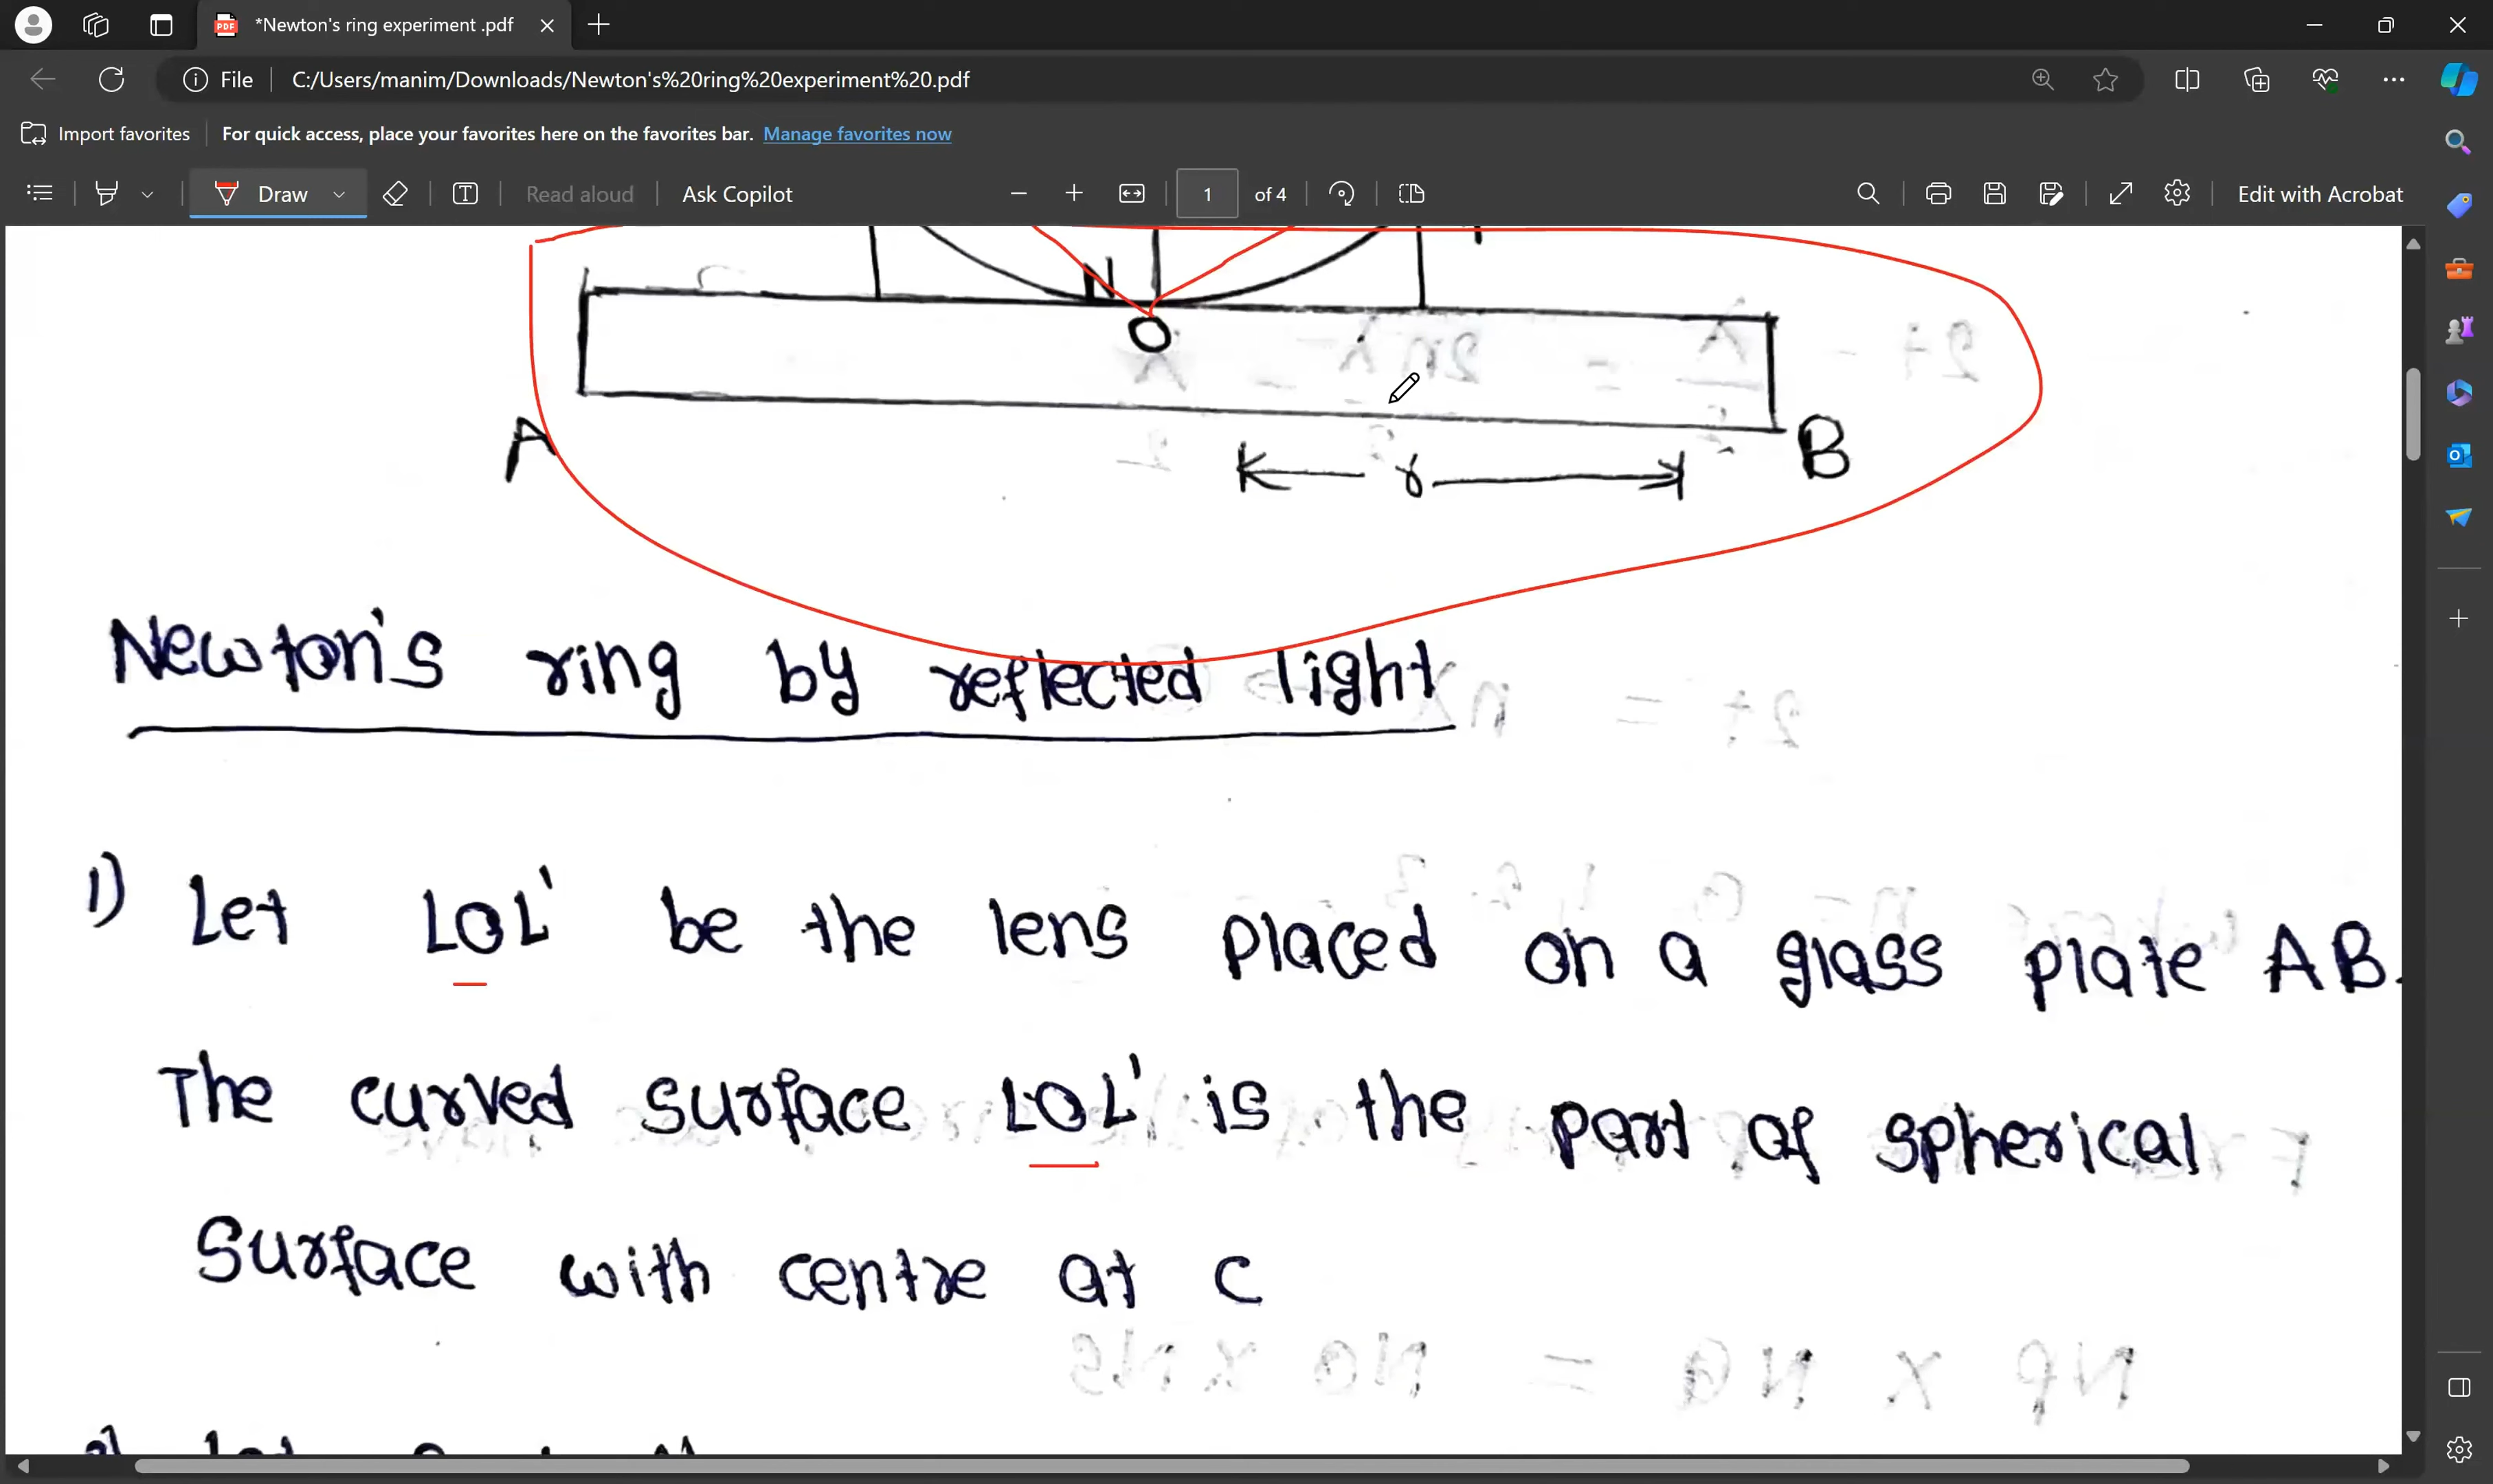 *Newton's ring experiment .pdf
File C:/Users/manim/Downloads/Newton's%20ring%20experiment%20.pdf
Import favorites For quick access, place your favorites here on the favorites bar. Manage favorites now
Draw Read aloud Ask Copilot 1 of 4 Edit with Acrobat
N
O
A
B
r
Newton's ring by reflected light
1) Let LOL' be the lens placed on a glass plate AB.
The curved surface LOL' is the part of spherical
Surface with centre at c